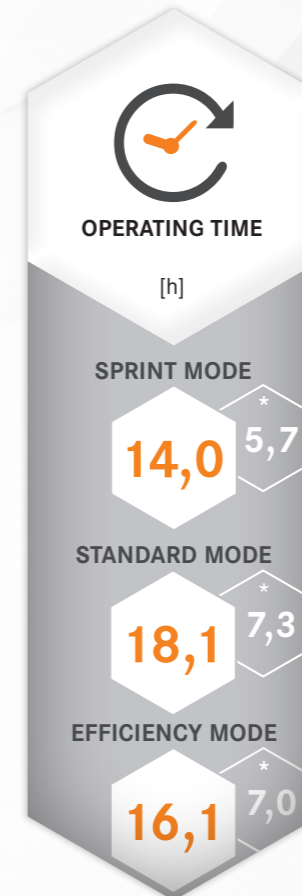 OPERATING TIME
[h]
SPRINT MODE
14,0
*
5,7
STANDARD MODE
18,1
*
7,3
EFFICIENCY MODE
16,1
*
7,0